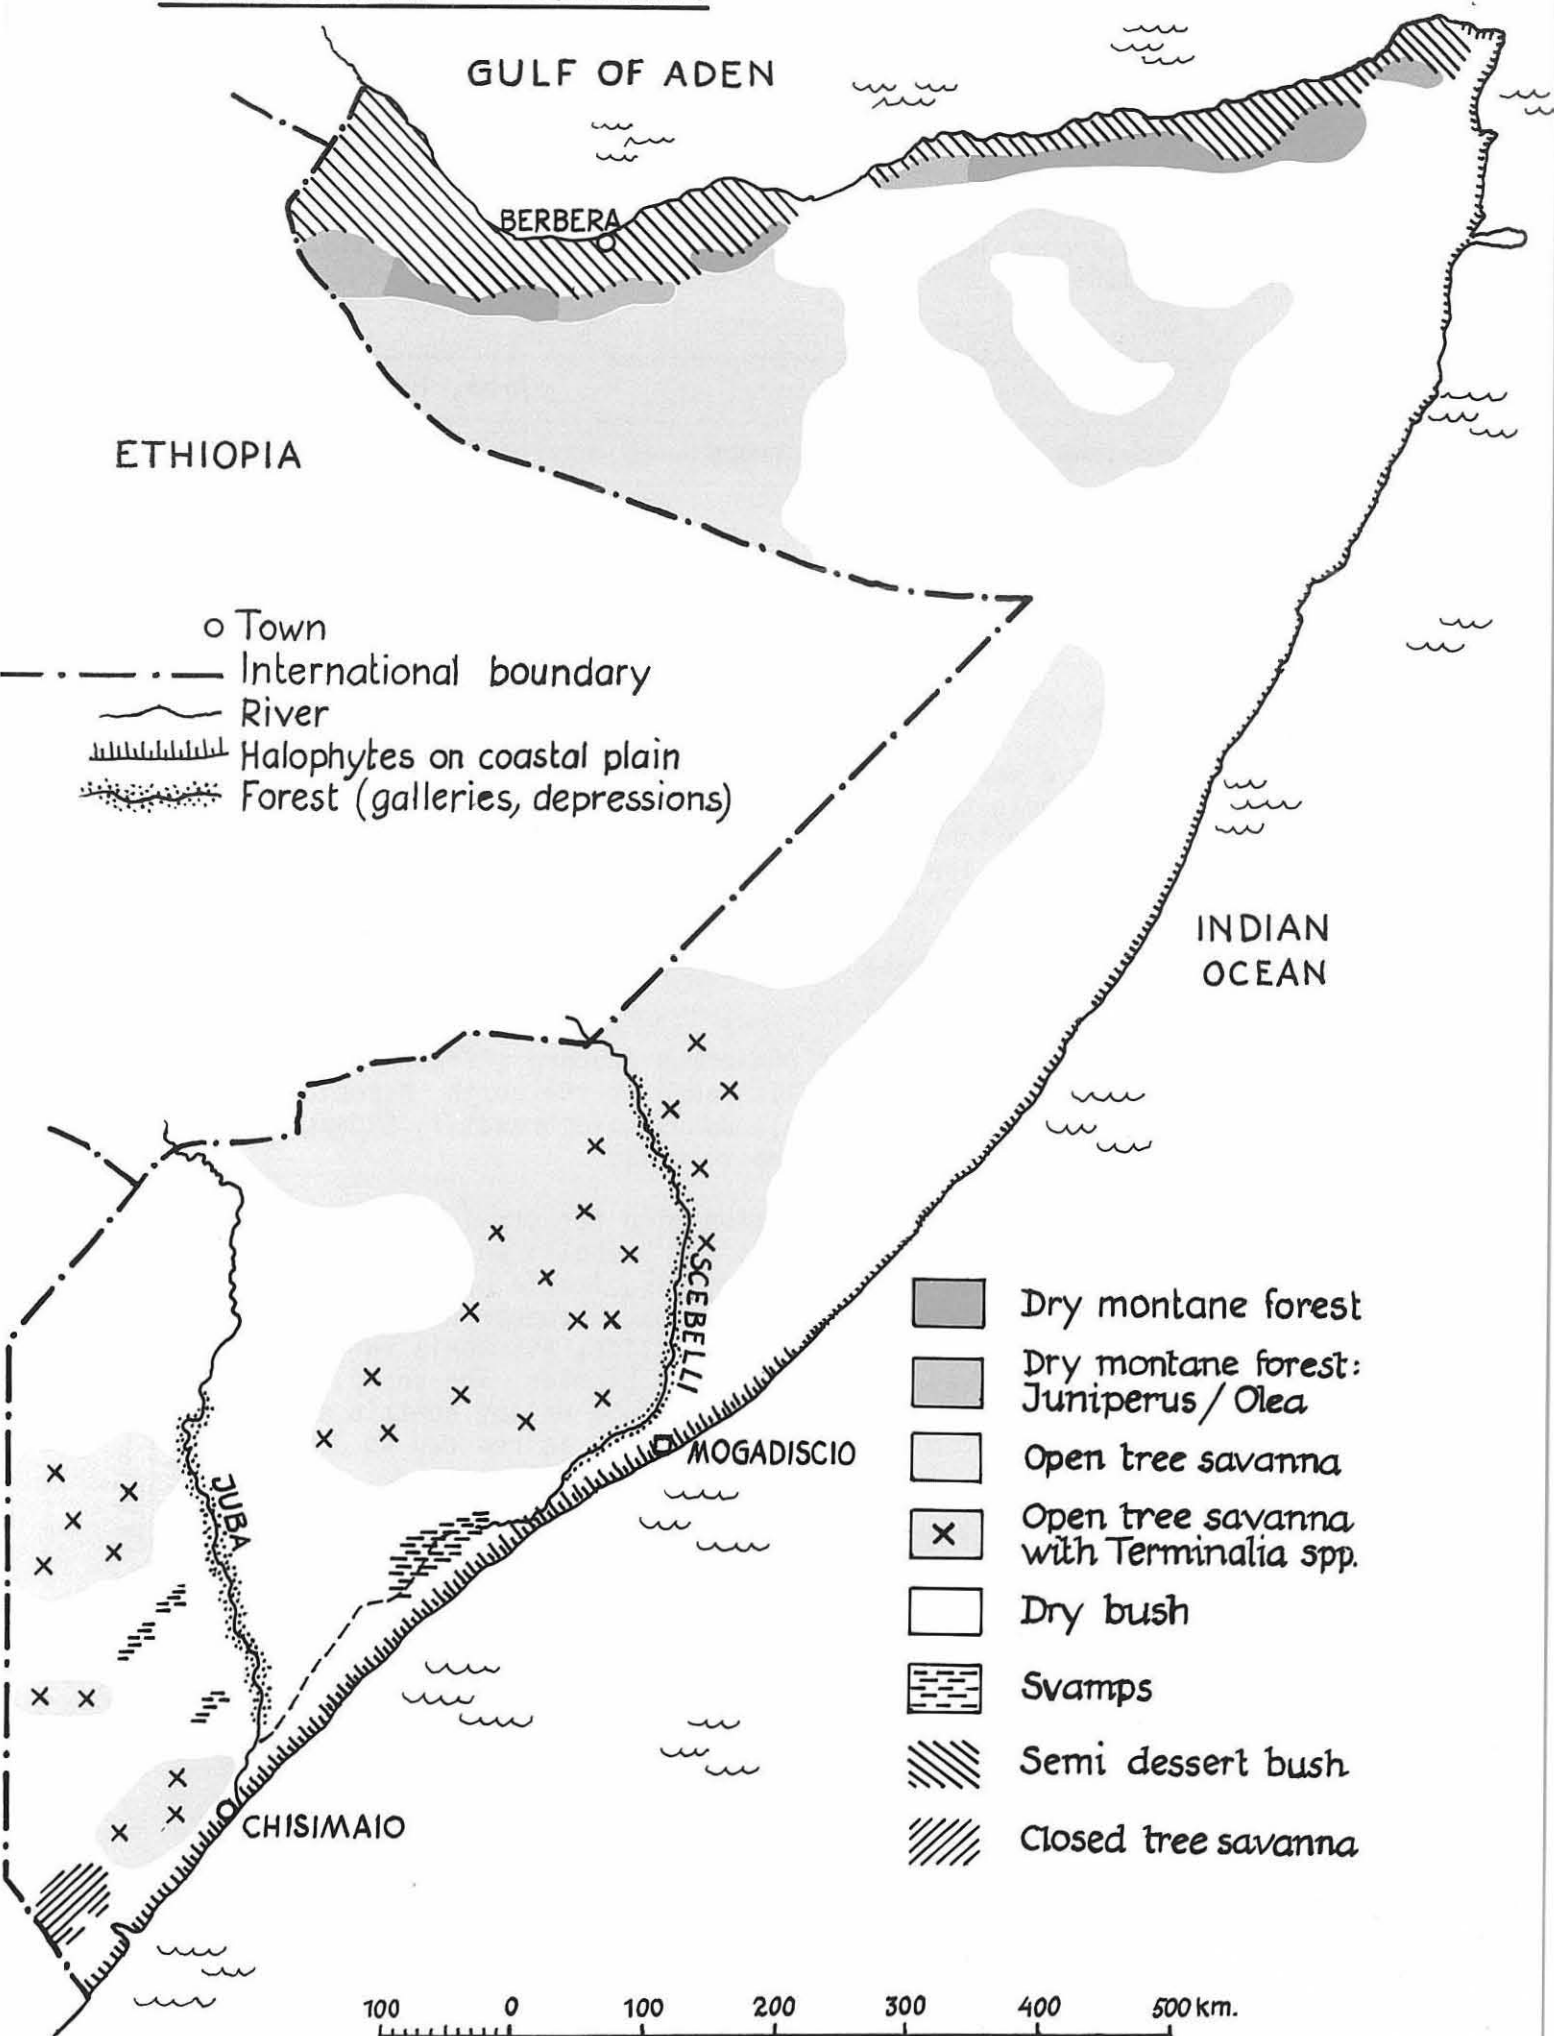 GULF OF ADEN
BERBERA
ETHIOPIA
Town
International boundary
River
Halophytes on coastal plain
Forest (galleries, depressions)
INDIAN
OCEAN
SCEBELLI
MOGADISCIO
JUBA
CHISIMAIO
Dry montane forest
Dry montane forest:
Juniperus / Olea
Open tree savanna
Open tree savanna
with Terminalia spp.
Dry bush
Svamps
Semi dessert bush
Closed tree savanna
100 0 100 200 300 400 500 km.